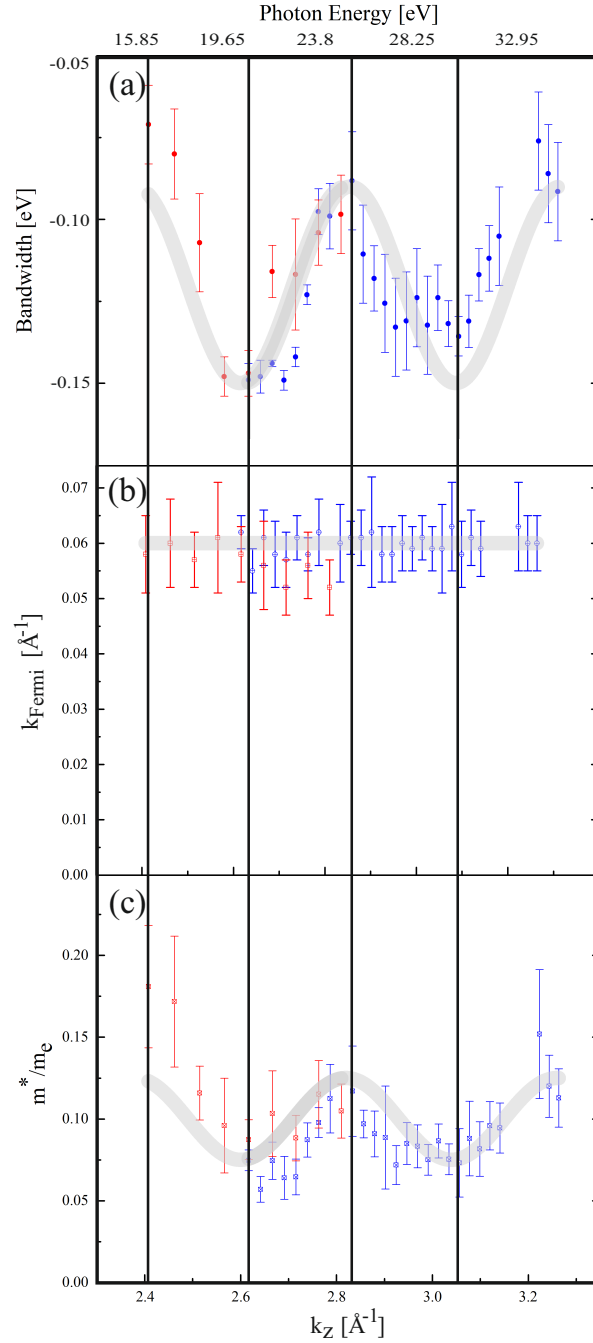 Photon Energy [eV]
15.85 19.65 23.8 28.25 32.95
(a)
-0.05
-0.10
-0.15
Bandwidth [eV]
(b)
0.07
0.06
0.05
0.04
0.03
0.02
0.01
0.00
kFermi [Å-1]
(c)
0.20
0.15
0.10
0.05
0.00
m*/me
2.4 2.6 2.8 3.0 3.2
kZ [Å-1]